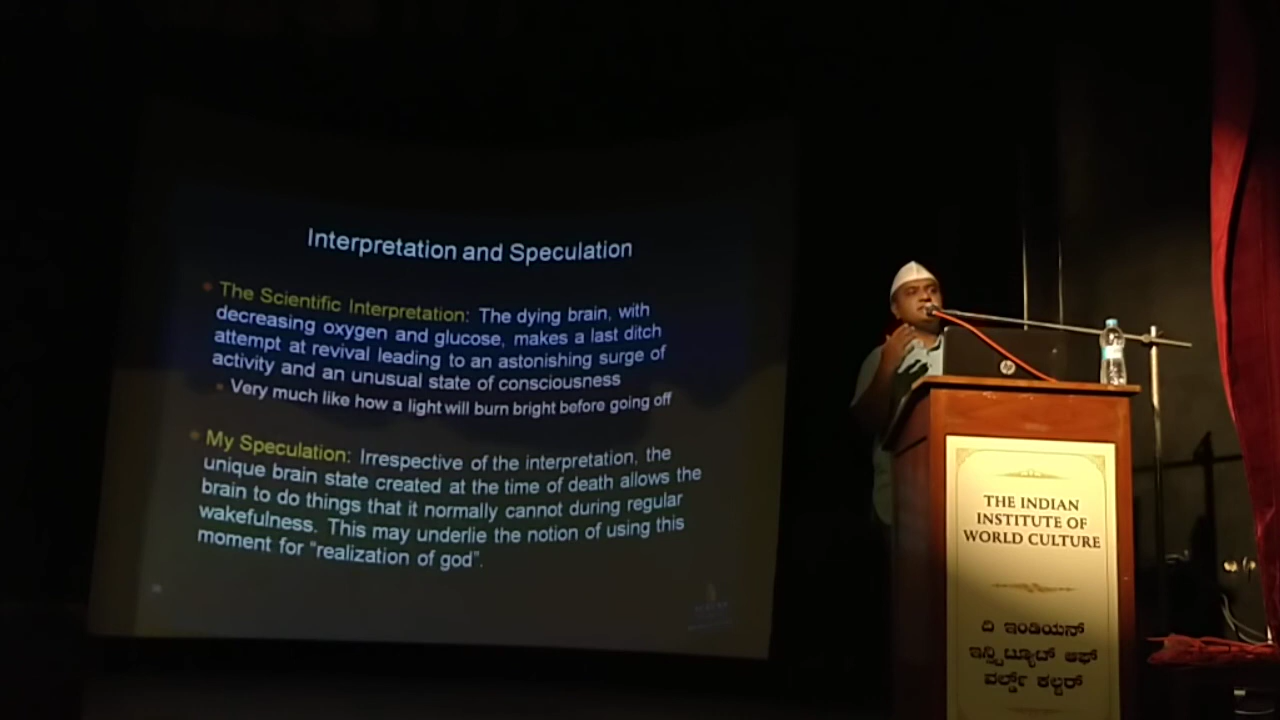 Interpretation and Speculation
The Scientific Interpretation: The dying brain, with
decreasing oxygen and glucose, makes a last ditch
attempt at revival leading to an astonishing surge of
activity and an unusual state of consciousness
Very much like how a light will burn bright before going off
My Speculation: Irrespective of the interpretation, the
unique brain state created at the time of death allows the
brain to do things that it normally cannot during regular
wakefulness. This may underlie the notion of using this
moment for "realization of god".
THE INDIAN
INSTITUTE OF
WORLD CULTURE
ದಿ ಇಂಡಿಯನ್
ಇನ್ಸ್ಟಿಟ್ಯೂಟ್ ಆಫ್
ವರ್ಲ್ಡ್ ಕಲ್ಚರ್